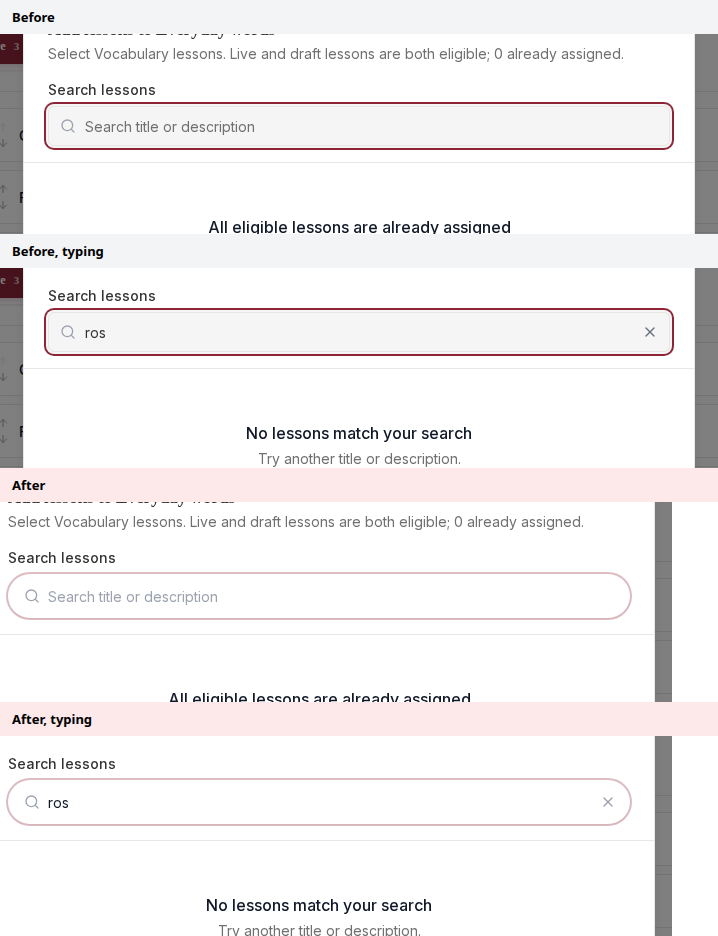 Before
e 3
Select Vocabulary lessons. Live and draft lessons are both eligible; 0 already assigned.
Search lessons
Search title or description
All eligible lessons are already assigned
Before, typing
e 3
Search lessons
ros
No lessons match your search
Try another title or description.
After
Select Vocabulary lessons. Live and draft lessons are both eligible; 0 already assigned.
Search lessons
Search title or description
All eligible lessons are already assigned
After, typing
Search lessons
ros
No lessons match your search
Try another title or description.